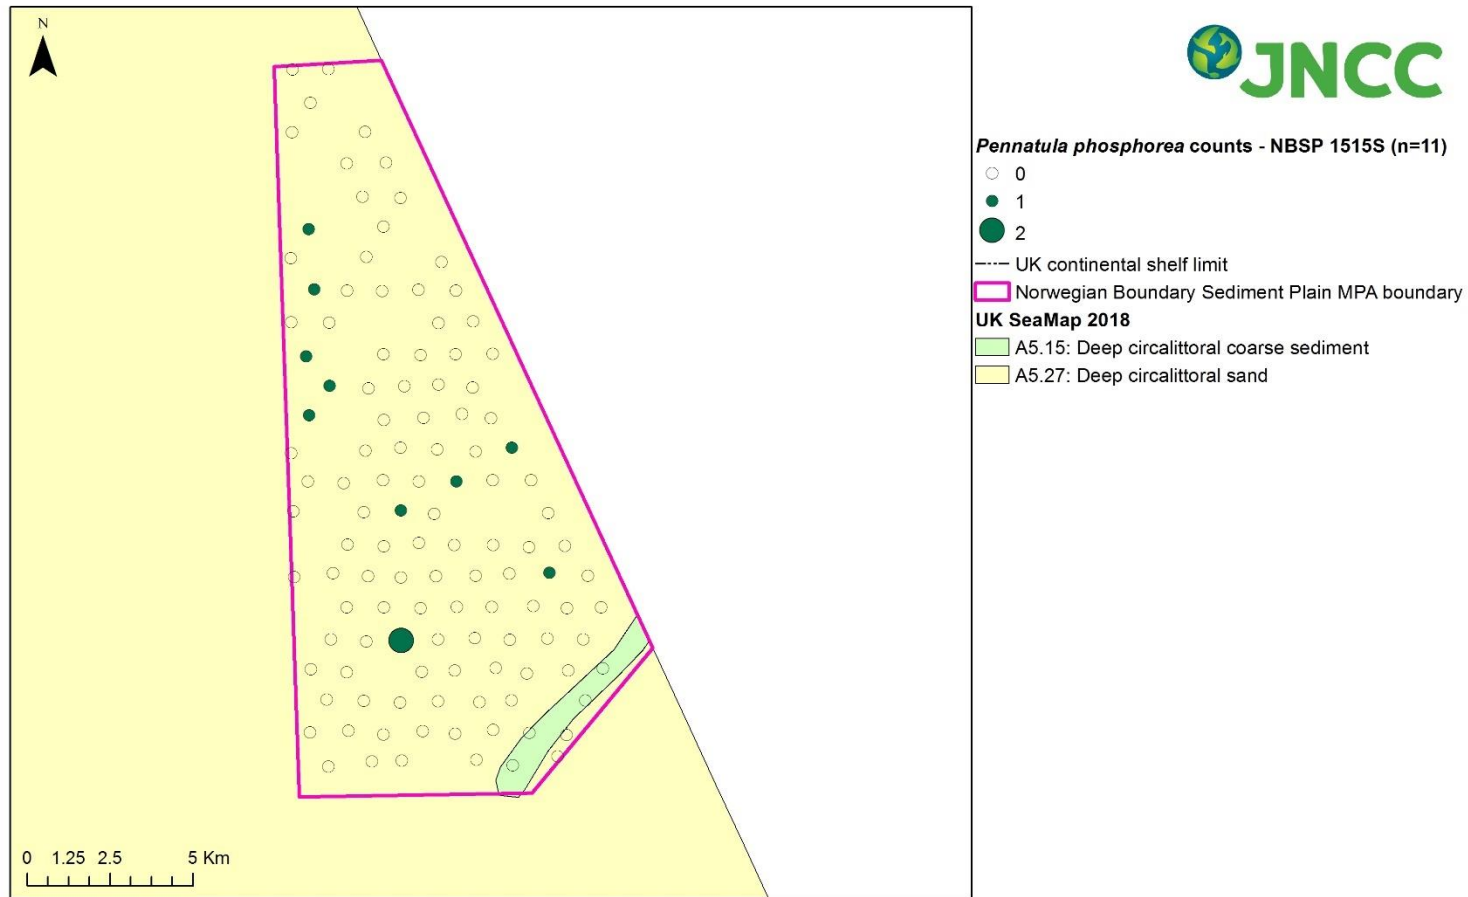 N
JNCC
Pennatula phosphorea counts - NBSP 1515S (n=11)
0
1
2
UK continental shelf limit
Norwegian Boundary Sediment Plain MPA boundary
UK SeaMap 2018
A5.15: Deep circalittoral coarse sediment
A5.27: Deep circalittoral sand
0 1.25 2.5 5 Km